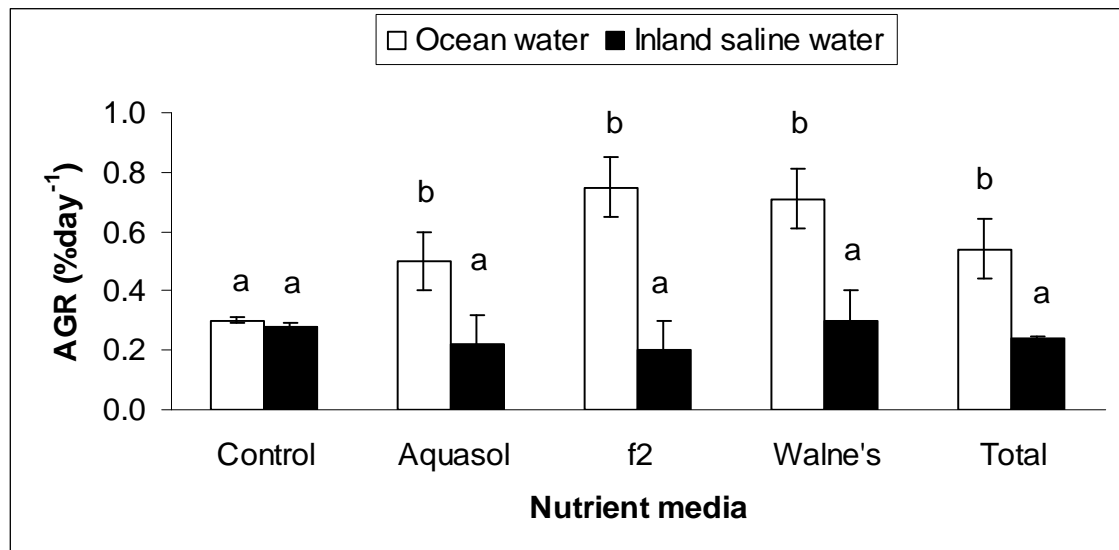 Ocean water Inland saline water
1.0
0.8
0.6
0.4
0.2
0.0
AGR (%day⁻¹)
a a b a b a b a b a
Control Aquasol f2 Walne's Total
Nutrient media